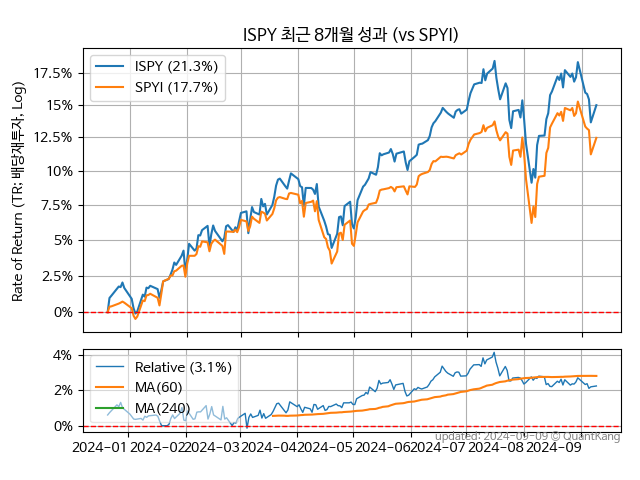 ISPY 최근 8개월 성과 (vs SPYI)
ISPY (21.3%)
SPYI (17.7%)
Rate of Return (TR: 배당재투자, Log)
17.5%
15%
12.5%
10%
7.5%
5%
2.5%
0%
Relative (3.1%)
MA(60)
MA(240)
4%
2%
0%
2024-01 2024-02 2024-03 2024-04 2024-05 2024-06 2024-07 2024-08 2024-09
updated: 2024-09-09 © QuantKang